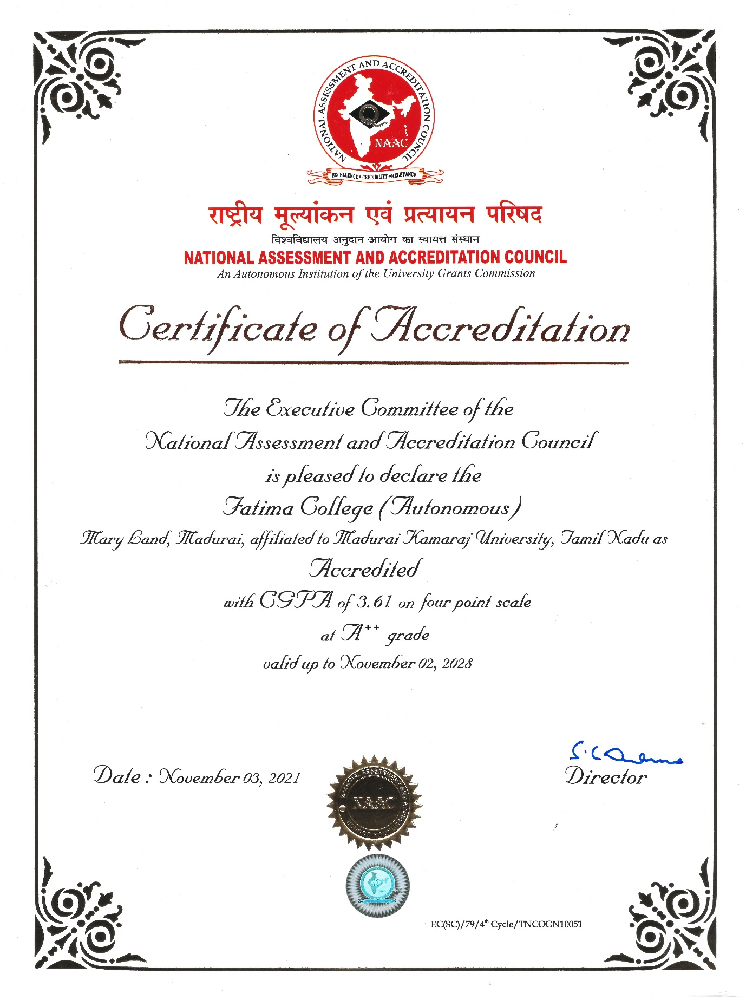 NATIONAL ASSESSMENT AND ACCREDITATION COUNCIL
Q
NAAC
EXCELLENCE * CREDIBILITY * RELEVANCE
राष्ट्रीय मूल्यांकन एवं प्रत्यायन परिषद
विश्वविद्यालय अनुदान आयोग का स्वायत्त संस्थान
NATIONAL ASSESSMENT AND ACCREDITATION COUNCIL
An Autonomous Institution of the University Grants Commission
Certificate of Accreditation
The Executive Committee of the
National Assessment and Accreditation Council
is pleased to declare the
Fatima College (Autonomous)
Mary Land, Madurai, affiliated to Madurai Kamaraj University, Tamil Nadu as
Accredited
with CGPA of 3.61 on four point scale
at A++ grade
valid up to November 02, 2028
Date : November 03, 2021
Director
NATIONAL ASSESSMENT AND ACCREDITATION COUNCIL
NAAC
EC(SC)/79/4th Cycle/TNCOGN10051